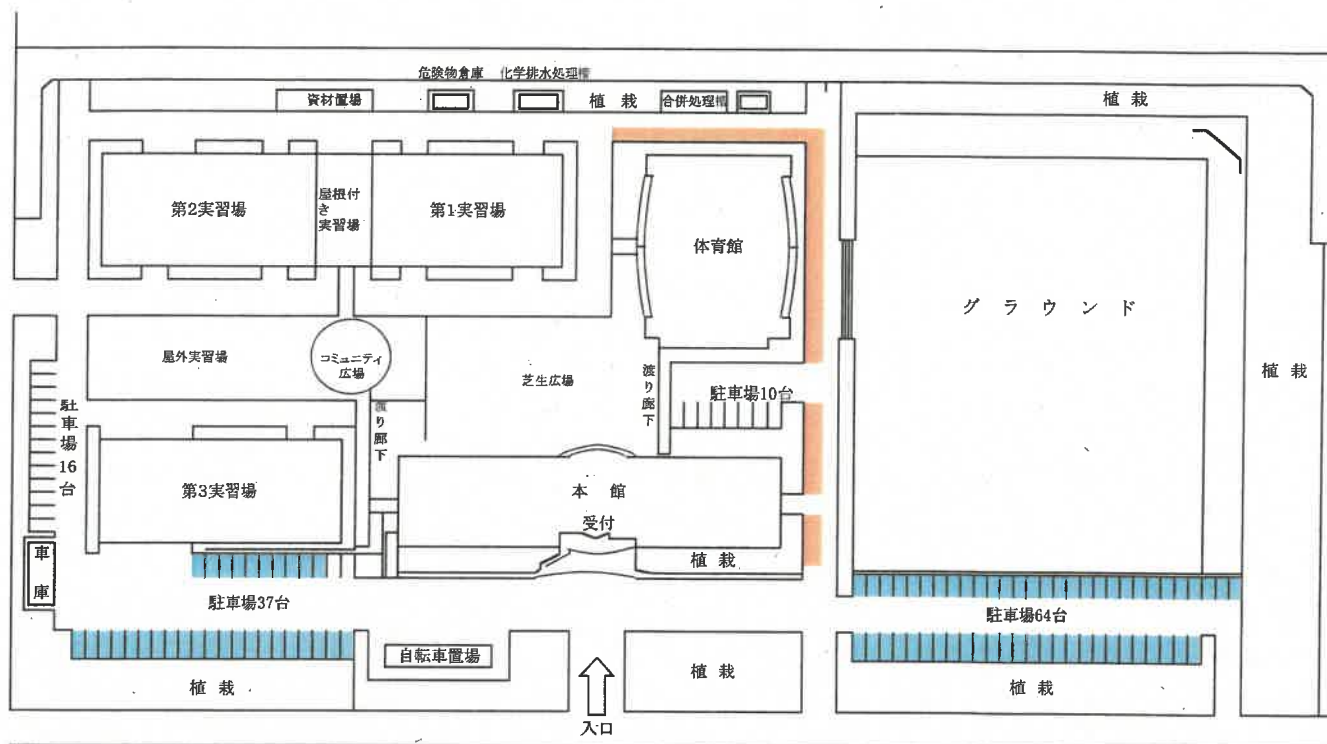 危険物倉庫
化学排水処理槽
資材置場
植栽
合併処理槽
植栽
第2実習場
屋根付
き
実習場
第1実習場
体育館
グラウンド
屋外実習場
コミュニティ
広場
芝生広場
渡り廊下
駐車場10台
植栽
駐車場16台
渡り廊下
第3実習場
本館
受付
植栽
車庫
駐車場37台
駐車場64台
自転車置場
植栽
植栽
植栽
入口